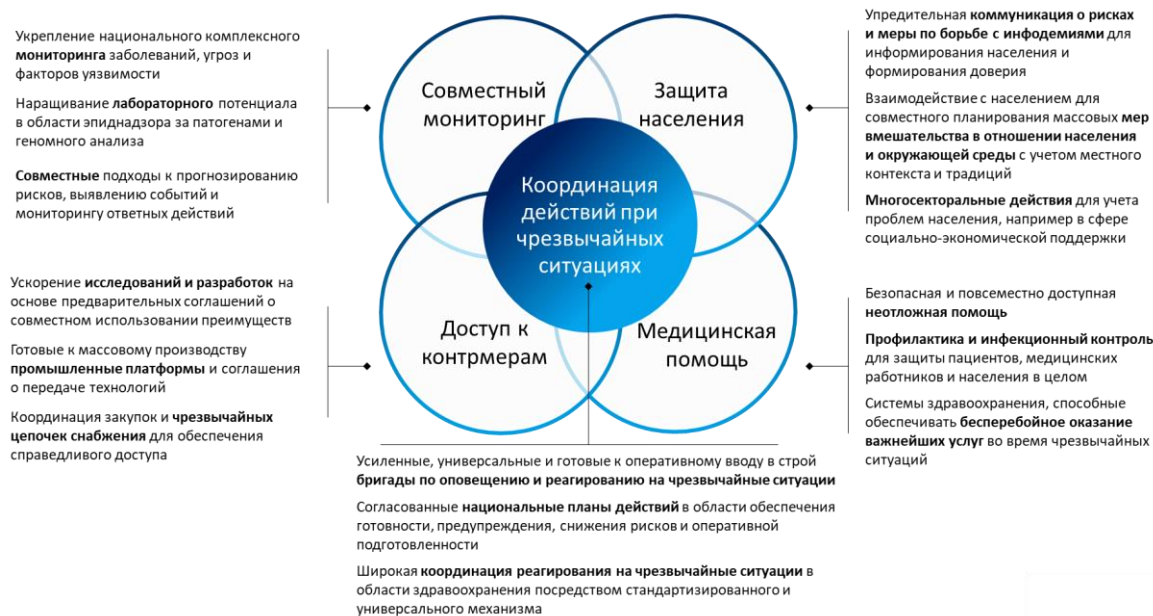 Укрепление национального комплексного
мониторинга заболеваний, угроз и
факторов уязвимости
Наращивание лабораторного потенциала
в области эпиднадзора за патогенами и
геномного анализа
Совместные подходы к прогнозированию
рисков, выявлению событий и
мониторингу ответных действий
Совместный
мониторинг
Защита
населения
Упредительная коммуникация о рисках
и меры по борьбе с инфодемиями для
информирования населения и
формирования доверия
Взаимодействие с населением для
совместного планирования массовых мер
вмешательства в отношении населения
и окружающей среды с учетом местного
контекста и традиций
Многосекторальные действия для учета
проблем населения, например в сфере
социально-экономической поддержки
Координация
действий при
чрезвычайных
ситуациях
Ускорение исследований и разработок на
основе предварительных соглашений о
совместном использовании преимуществ
Готовые к массовому производству
промышленные платформы и соглашения
о передаче технологий
Координация закупок и чрезвычайных
цепочек снабжения для обеспечения
справедливого доступа
Доступ к
контрмерам
Медицинская
помощь
Безопасная и повсеместно доступная
неотложная помощь
Профилактика и инфекционный контроль
для защиты пациентов, медицинских
работников и населения в целом
Системы здравоохранения, способные
обеспечивать бесперебойное оказание
важнейших услуг во время чрезвычайных
ситуаций
Усиленные, универсальные и готовые к оперативному вводу в строй
бригады по оповещению и реагированию на чрезвычайные ситуации
Согласованные национальные планы действий в области обеспечения
готовности, предупреждения, снижения рисков и оперативной
подготовленности
Широкая координация реагирования на чрезвычайные ситуации в
области здравоохранения посредством стандартизированного и
универсального механизма